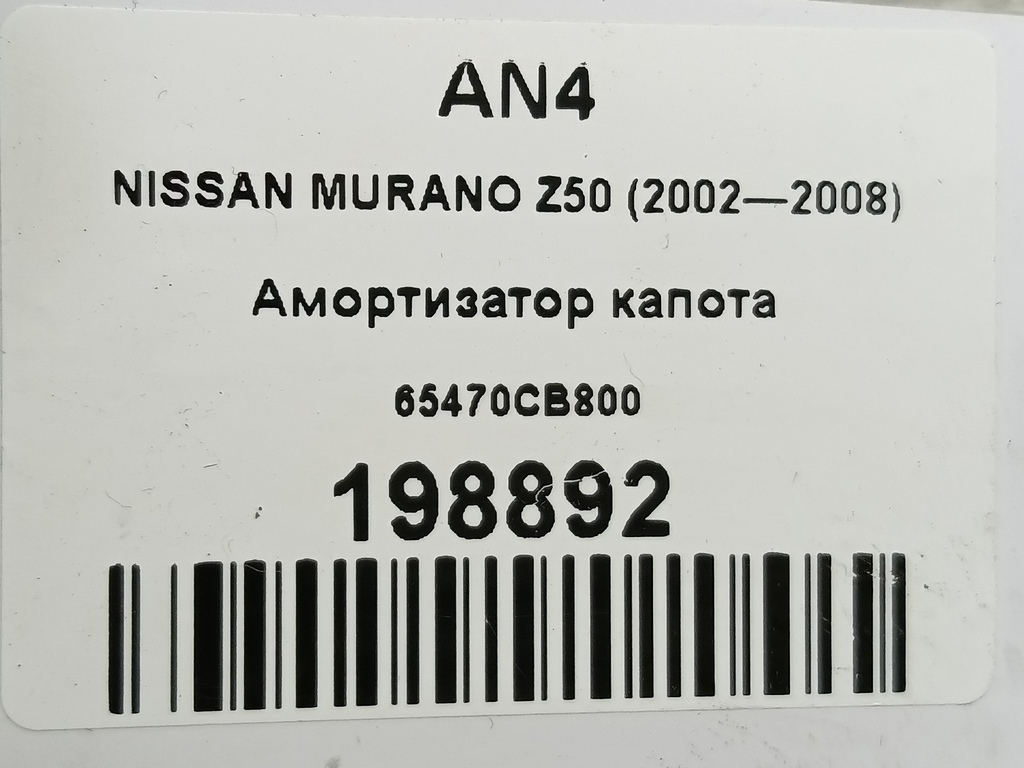 AN4
NISSAN MURANO Z50 (2002—2008)
Амортизатор капота
65470CB800
198892